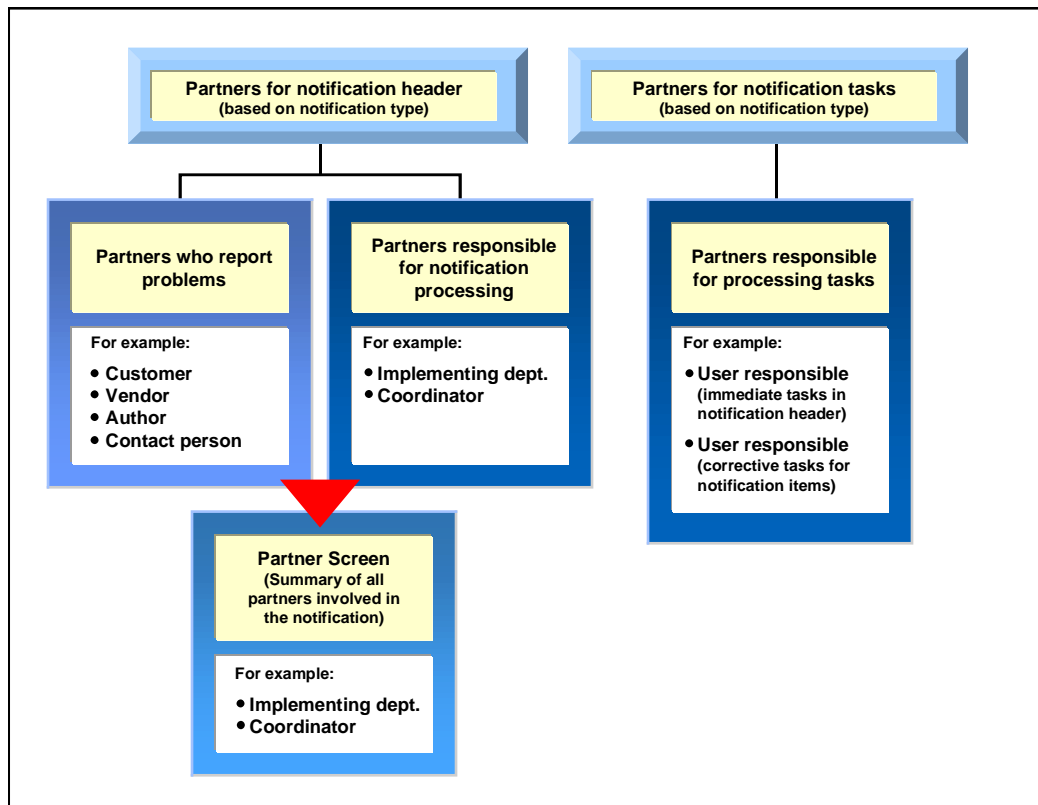 Partners for notification header
(based on notification type)
Partners for notification tasks
(based on notification type)
Partners who report
problems
For example:
• Customer
• Vendor
• Author
• Contact person
Partners responsible
for notification
processing
For example:
• Implementing dept.
• Coordinator
Partners responsible
for processing tasks
For example:
• User responsible
(immediate tasks in
notification header)
• User responsible
(corrective tasks for
notification items)
Partner Screen
(Summary of all
partners involved in
the notification)
For example:
• Implementing dept.
• Coordinator